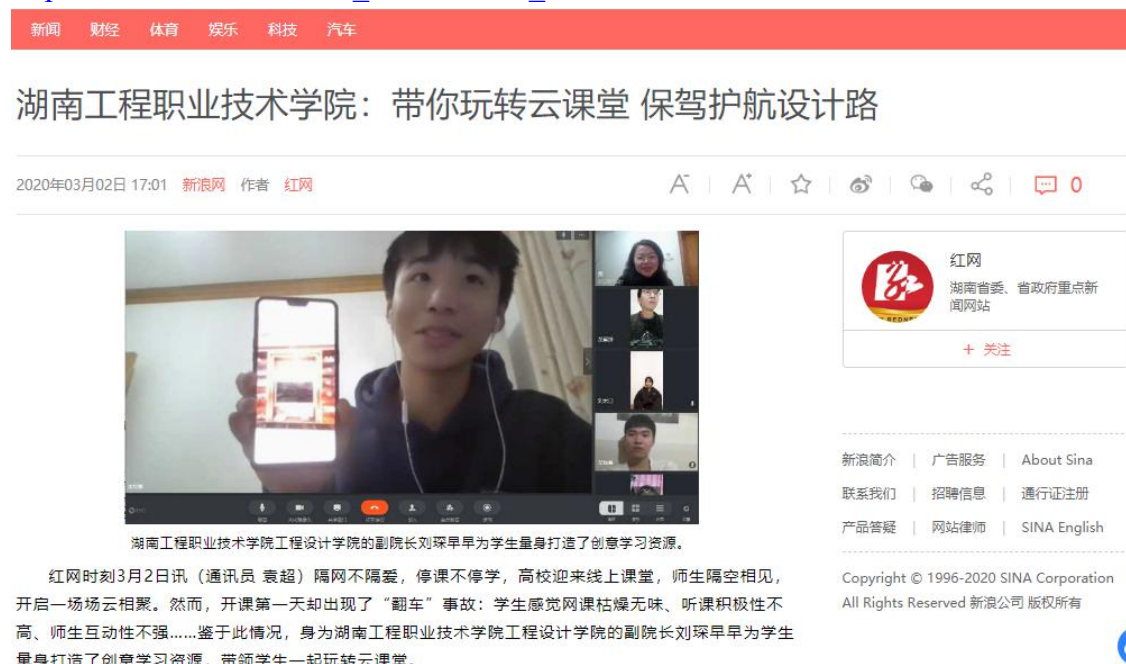 新闻 财经 体育 娱乐 科技 汽车
湖南工程职业技术学院：带你玩转云课堂 保驾护航设计路
2020年03月02日 17:01 新浪网 作者 红网
A- A+ 0
红网
湖南省委、省政府重点新
闻网站
+ 关注
湖南工程职业技术学院工程设计学院的副院长刘琛早早为学生量身打造了创意学习资源。
红网时刻3月2日讯（通讯员 袁超）隔网不隔爱，停课不停学，高校迎来线上课堂，师生隔空相见，
开启一场场云相聚。然而，开课第一天却出现了“翻车”事故：学生感觉网课枯燥无味、听课积极性不
高、师生互动性不强……鉴于此情况，身为湖南工程职业技术学院工程设计学院的副院长刘琛早早为学生
量身打造了创意学习资源，带领学生一起玩转云课堂。
新浪简介 | 广告服务 | About Sina
联系我们 | 招聘信息 | 通行证注册
产品答疑 | 网站律师 | SINA English
Copyright © 1996-2020 SINA Corporation
All Rights Reserved 新浪公司 版权所有